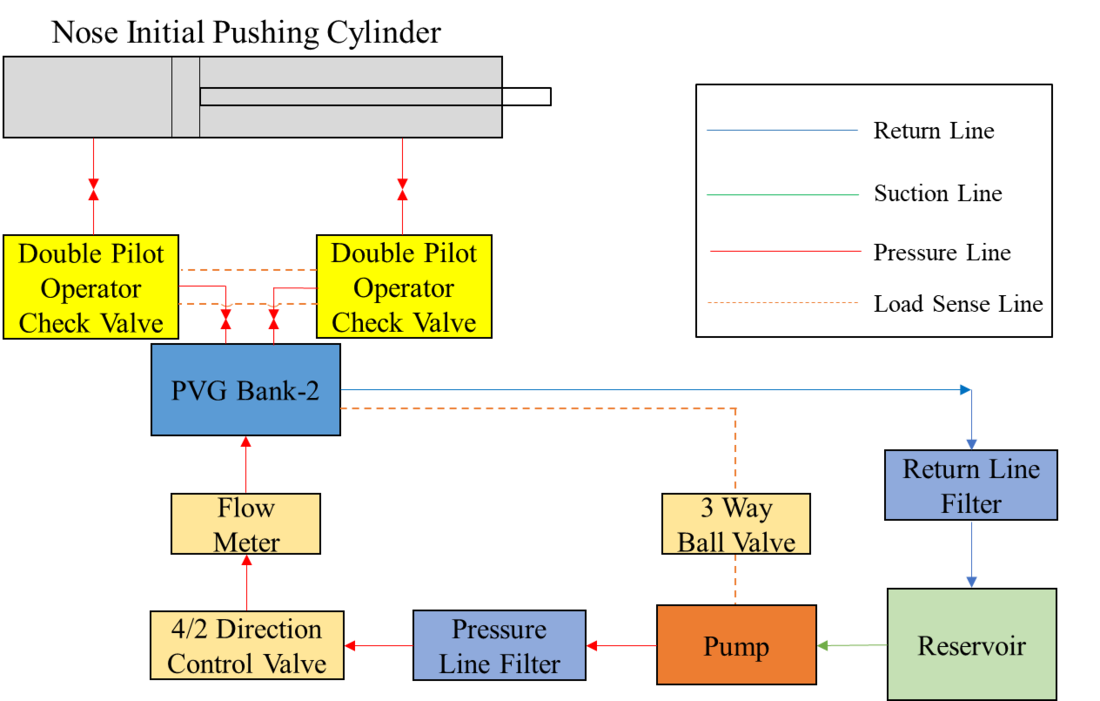 Nose Initial Pushing Cylinder
Return Line
Suction Line
Pressure Line
Load Sense Line
Double Pilot
Operator
Check Valve
Double Pilot
Operator
Check Valve
PVG Bank-2
Return Line
Filter
Flow
Meter
3 Way
Ball Valve
4/2 Direction
Control Valve
Pressure
Line Filter
Pump
Reservoir